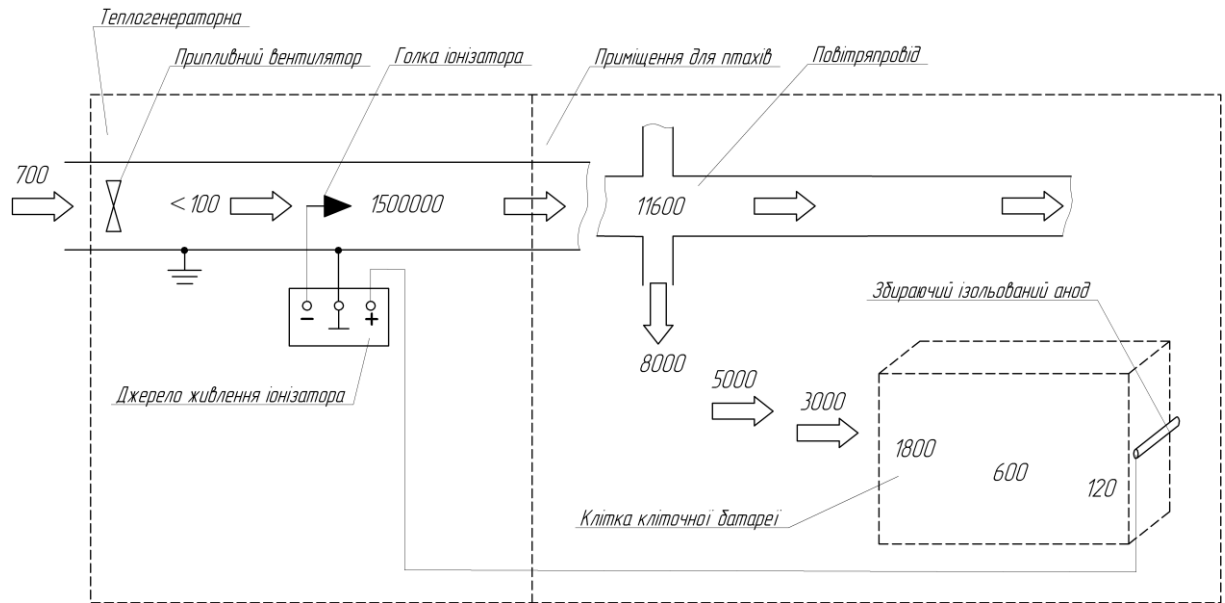 Теплогенераторна
Припливний вентилятор
Голка іонізатора
Приміщення для птахів
Повітряпровід
700
< 100
1500000
11600
Збираючий ізольований анод
− +
8000
Джерело живлення іонізатора
5000
3000
1800
600
120
Клітка кліточної батареї